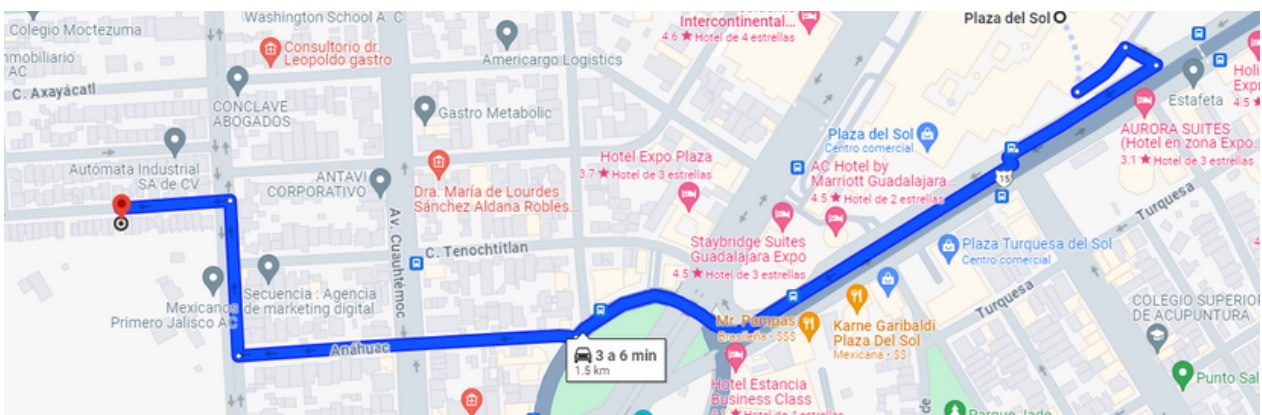 Washington School A C
Intercontinental...
4.6 ★ Hotel de 4 estrellas
Plaza del Sol
Colegio Moctezuma
Consultorio dr.
Leopoldo gastro
Americargo Logistics
AC
C. Axayácatl
CONCLAVE
ABOGADOS
Gastro Metabolic
Estafeta
Plaza del Sol
Centro comercial
AURORA SUITES
(Hotel en zona Expo...
3.1 ★ Hotel de 3 estrellas
4.5 ★
Autómata Industrial
SA de CV
ANTAVI
CORPORATIVO
Hotel Expo Plaza
3.7 ★ Hotel de 3 estrellas
AC Hotel by
Marriott Guadalajara...
4.5 ★ Hotel de 2 estrellas
15
Dra. María de Lourdes
Sánchez Aldana Robles...
Av. Cuauhtémoc
C. Tenochtitlan
Staybridge Suites
Guadalajara Expo
4.5 ★ Hotel de 3 estrellas
Turquesa
Plaza Turquesa del Sol
Centro comercial
Mexicanos
Primero Jalisco AC
Secuencia : Agencia
de marketing digital
Anáhuac
Mr. Pampas
Brasileña · $$$
Karne Garibaldi
Plaza Del Sol
Mexicana · $$
Turquesa
COLEGIO SUPERIOR
DE ACUPUNTURA
3 a 6 min
1.5 km
Hotel Estancia
Business Class
Punto Sal
Parque Jade
de